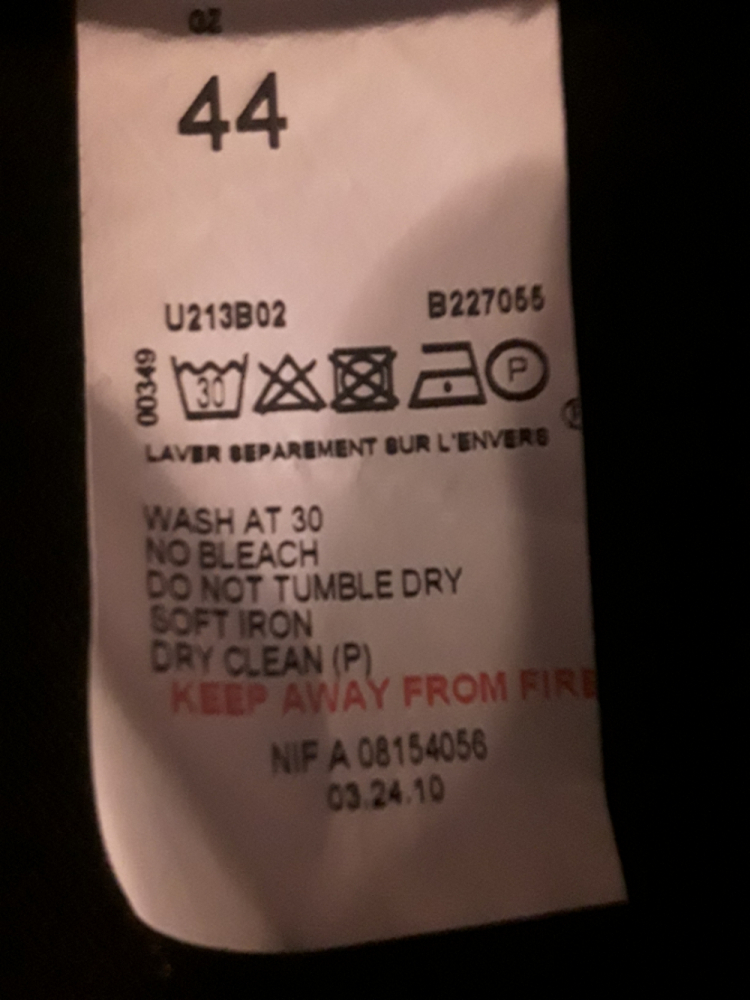 44
U213B02 B227055
00349
30 P
LAVER SEPAREMENT SUR L'ENVERS
WASH AT 30
NO BLEACH
DO NOT TUMBLE DRY
SOFT IRON
DRY CLEAN (P)
KEEP AWAY FROM FIRE
NIF A 08154056
03.24.10